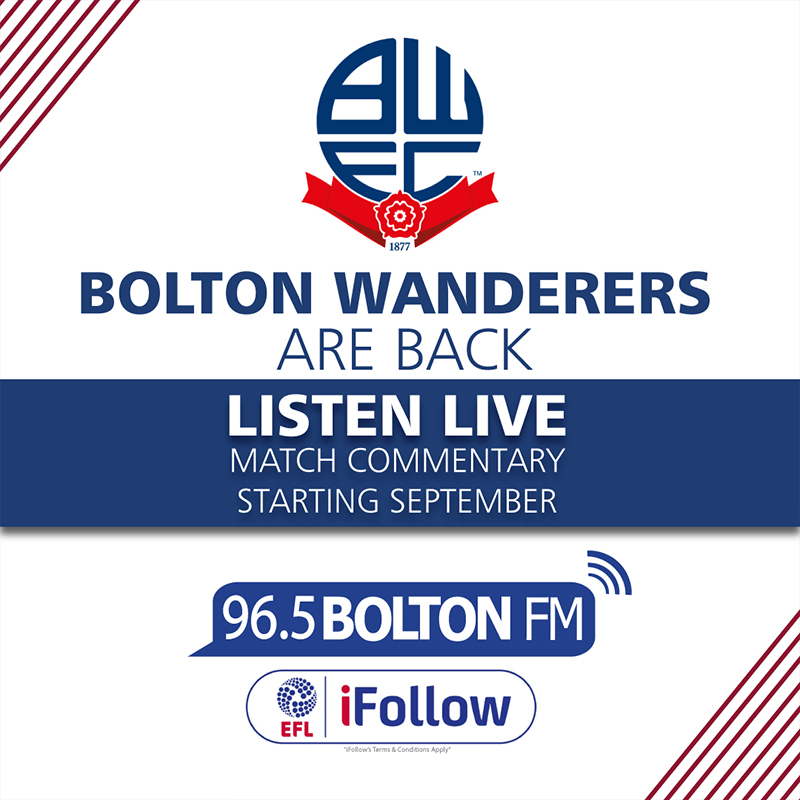 BW
FC
TM
1877
BOLTON WANDERERS
ARE BACK
LISTEN LIVE
MATCH COMMENTARY
STARTING SEPTEMBER
96.5 BOLTON FM
EFL
iFollow
"iFollow's Terms & Conditions Apply"